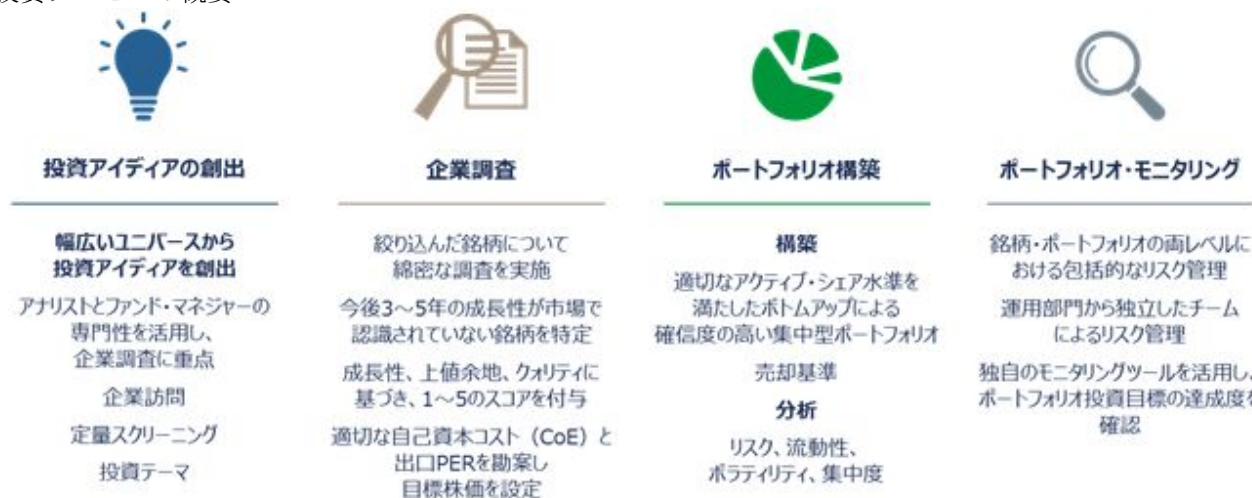 投資アイディアの創出
幅広いユニバースから
投資アイディアを創出
アナリストとファンド・マネジャーの
専門性を活用し、
企業調査に重点
企業訪問
定量スクリーニング
投資テーマ
企業調査
絞り込んだ銘柄について
綿密な調査を実施
今後3～5年の成長性が市場で
認識されていない銘柄を特定
成長性、上値余地、クオリティに
基づき、1～5のスコアを付与
適切な自己資本コスト（CoE）と
出口PERを勘案し
目標株価を設定
ポートフォリオ構築
構築
適切なアクティブ・シェア水準を
満たしたボトムアップによる
確信度の高い集中型ポートフォリオ
売却基準
分析
リスク、流動性、
ボラティリティ、集中度
ポートフォリオ・モニタリング
銘柄・ポートフォリオの両レベルに
おける包括的なリスク管理
運用部門から独立したチーム
によるリスク管理
独自のモニタリングツールを活用し、
ポートフォリオ投資目標の達成度を
確認